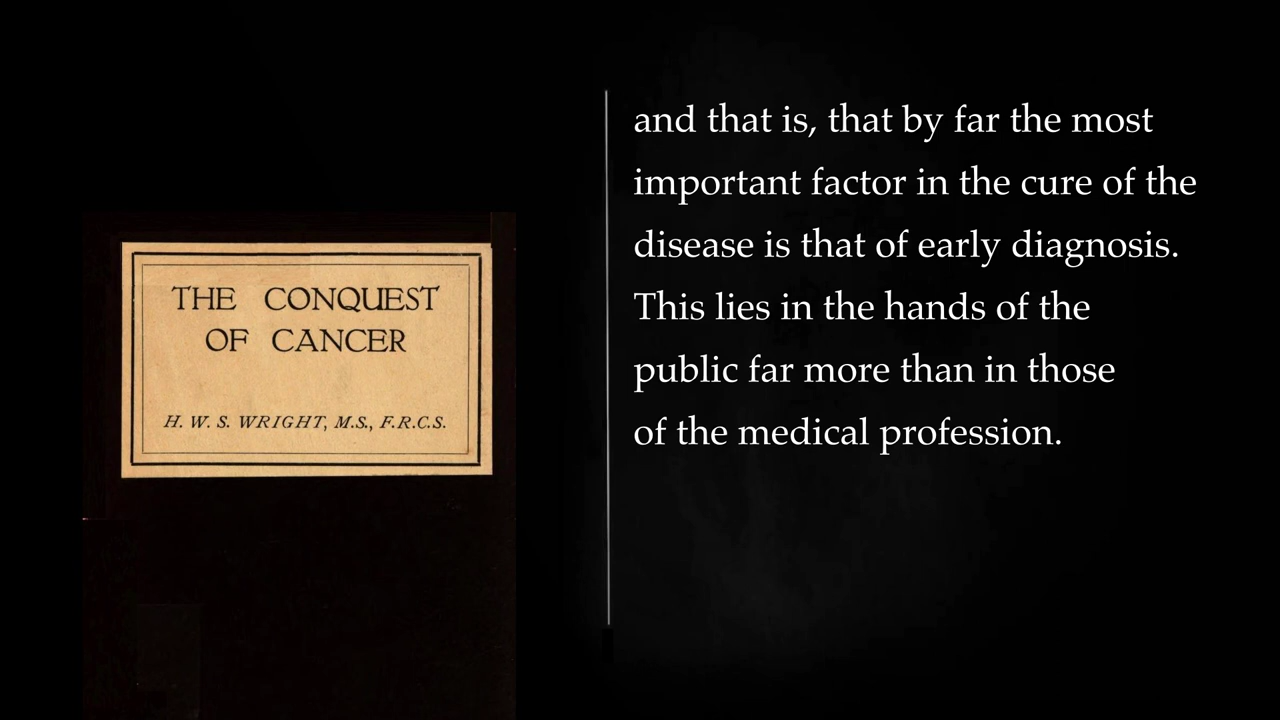 THE CONQUEST
OF CANCER
H. W. S. WRIGHT, M.S., F.R.C.S.
and that is, that by far the most
important factor in the cure of the
disease is that of early diagnosis.
This lies in the hands of the
public far more than in those
of the medical profession.